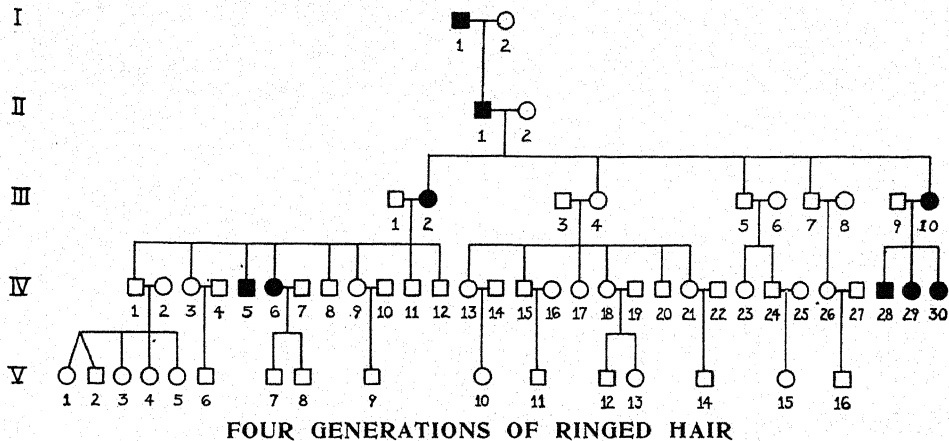 I
1 2
II
1 2
III
1 2 3 4 5 6 7 8 9 10
IV
1 2 3 4 5 6 7 8 9 10 11 12 13 14 15 16 17 18 19 20 21 22 23 24 25 26 27 28 29 30
V
1 2 3 4 5 6 7 8 9 10 11 12 13 14 15 16
FOUR GENERATIONS OF RINGED HAIR